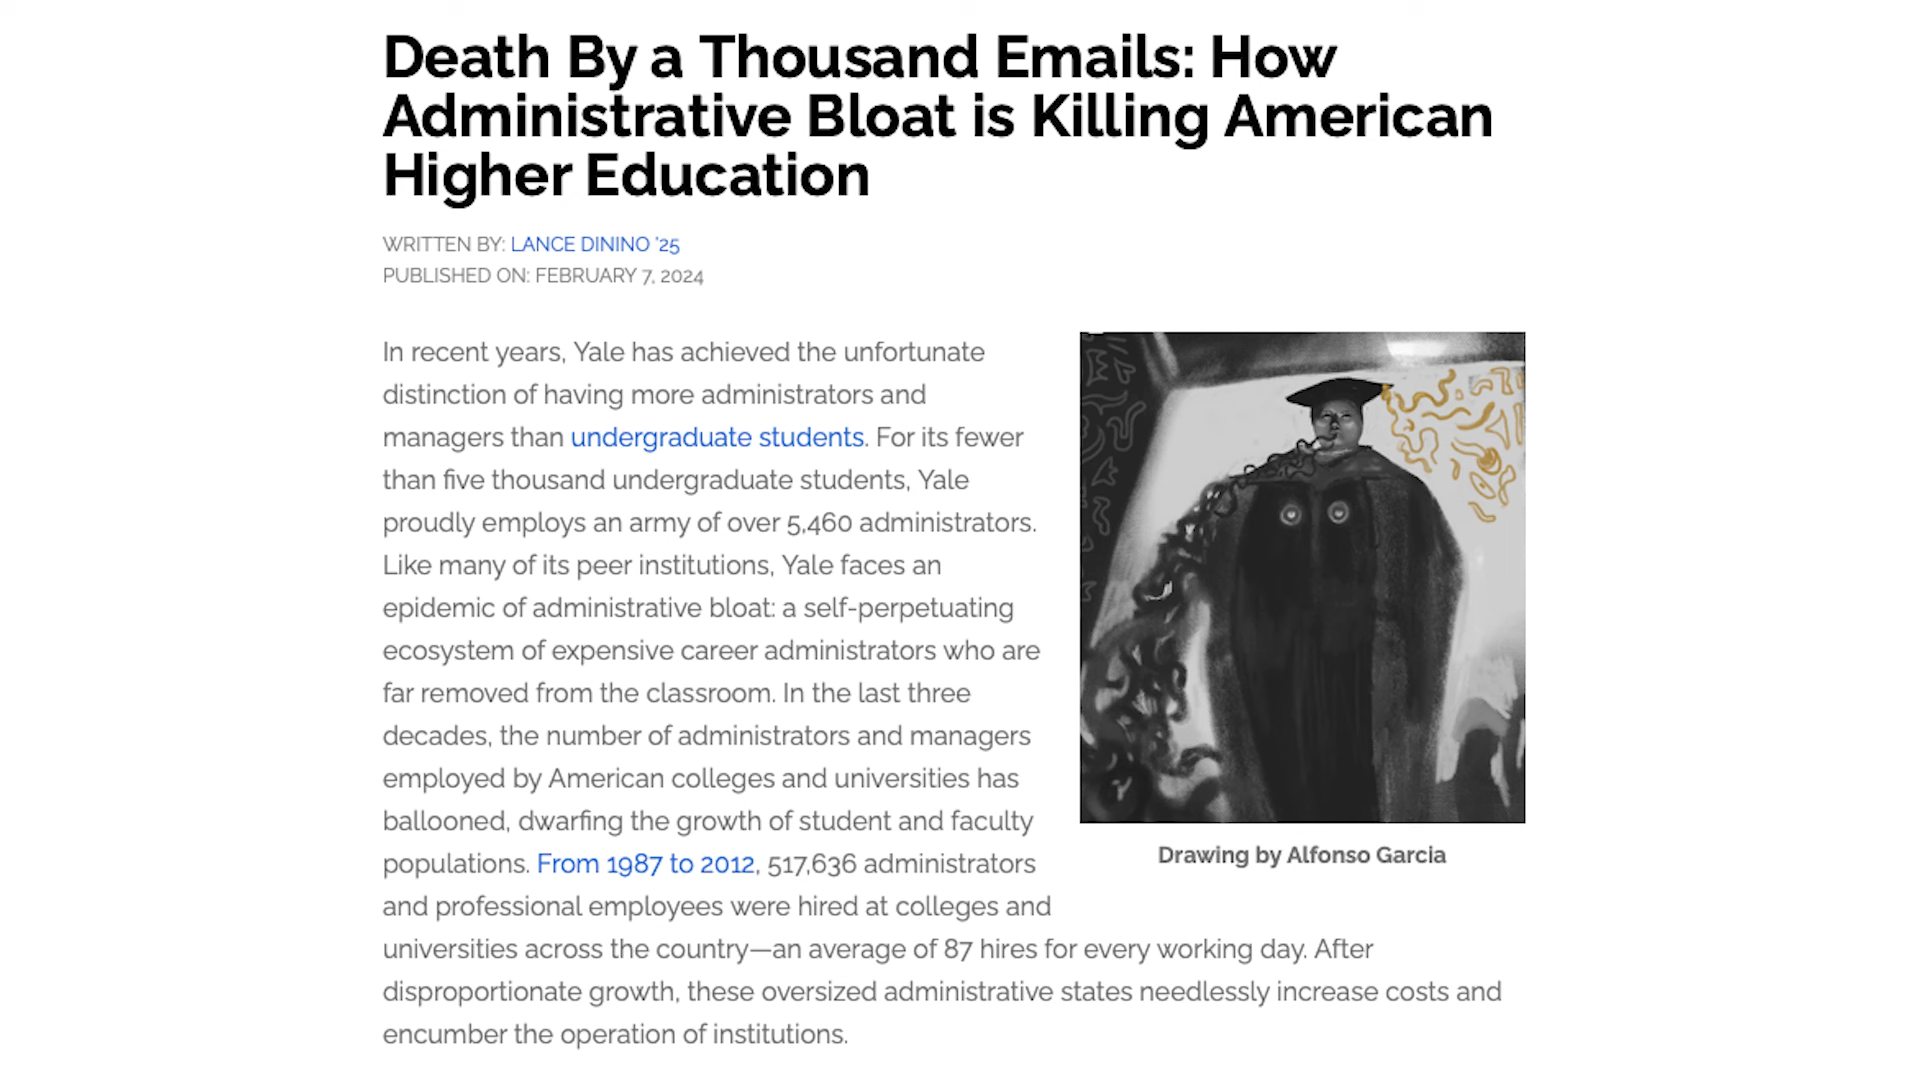 Death By a Thousand Emails: How
Administrative Bloat is Killing American
Higher Education
WRITTEN BY: LANCE DININO '25
PUBLISHED ON: FEBRUARY 7, 2024
In recent years, Yale has achieved the unfortunate
distinction of having more administrators and
managers than undergraduate students. For its fewer
than five thousand undergraduate students, Yale
proudly employs an army of over 5,460 administrators.
Like many of its peer institutions, Yale faces an
epidemic of administrative bloat: a self-perpetuating
ecosystem of expensive career administrators who are
far removed from the classroom. In the last three
decades, the number of administrators and managers
employed by American colleges and universities has
ballooned, dwarfing the growth of student and faculty
populations. From 1987 to 2012, 517,636 administrators
and professional employees were hired at colleges and
universities across the country—an average of 87 hires for every working day. After
disproportionate growth, these oversized administrative states needlessly increase costs and
encumber the operation of institutions.
Drawing by Alfonso Garcia